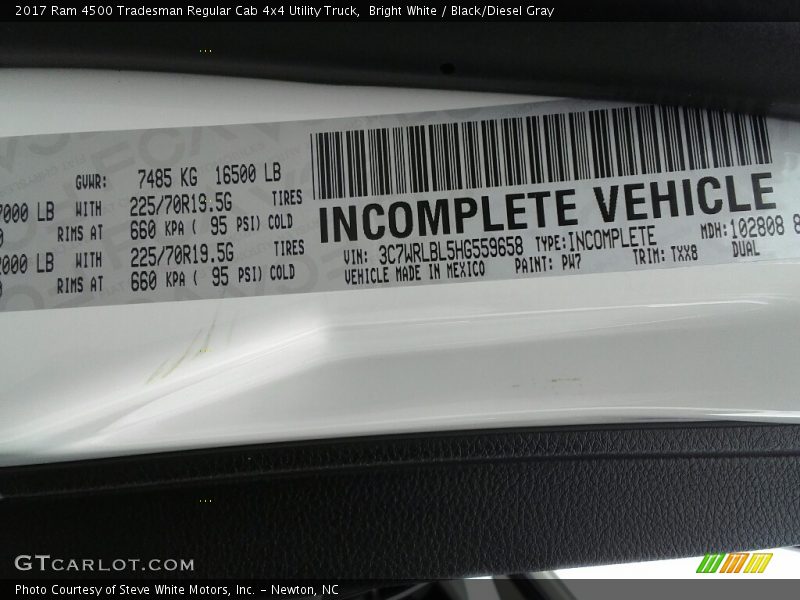 2017 Ram 4500 Tradesman Regular Cab 4x4 Utility Truck,  Bright White / Black/Diesel Gray
GVWR: 7485 KG 16500 LB
7000 LB WITH 225/70R19.5G TIRES
RIMS AT 660 KPA ( 95 PSI) COLD
2000 LB WITH 225/70R19.5G TIRES
RIMS AT 660 KPA ( 95 PSI) COLD
INCOMPLETE VEHICLE
VIN: 3C7WRLBL5HG559658 TYPE:INCOMPLETE MDH:102808 8
VEHICLE MADE IN MEXICO PAINT: PW7 TRIM: TXX8 DUAL
GTCARLOT.COM
Photo Courtesy of Steve White Motors, Inc. – Newton, NC